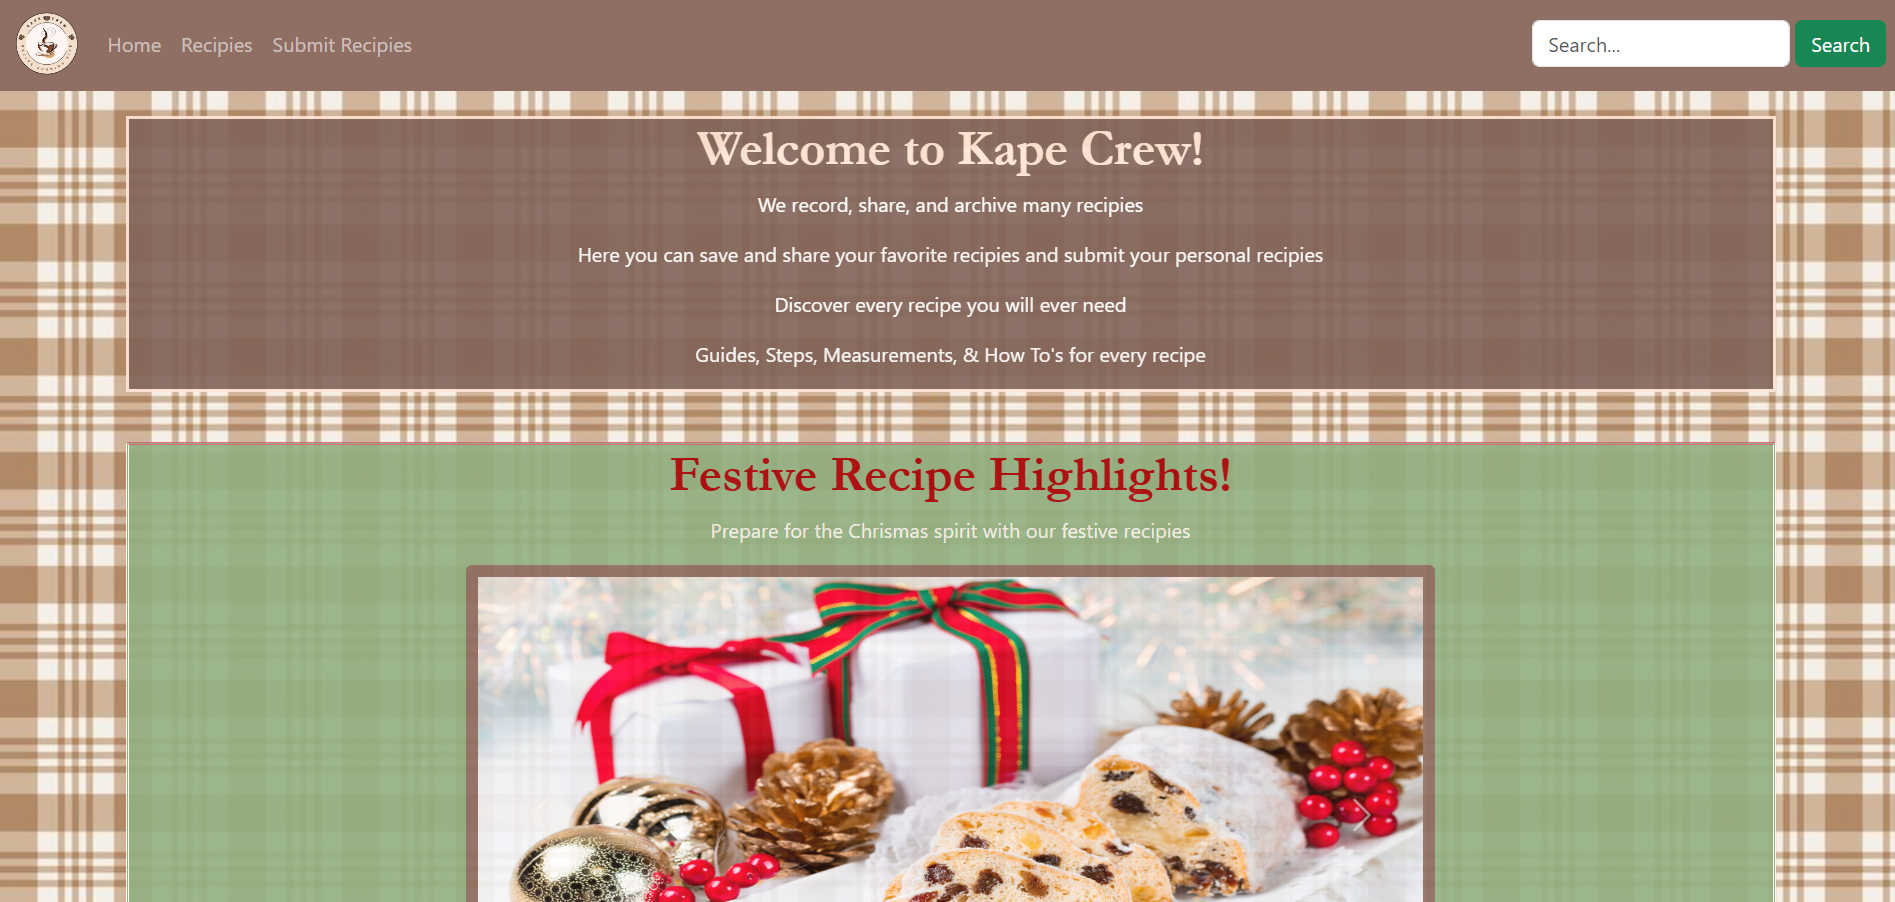 Home Recipies Submit Recipies Search... Search
Welcome to Kape Crew!
We record, share, and archive many recipies
Here you can save and share your favorite recipies and submit your personal recipies
Discover every recipe you will ever need
Guides, Steps, Measurements, & How To's for every recipe
Festive Recipe Highlights!
Prepare for the Chrismas spirit with our festive recipies